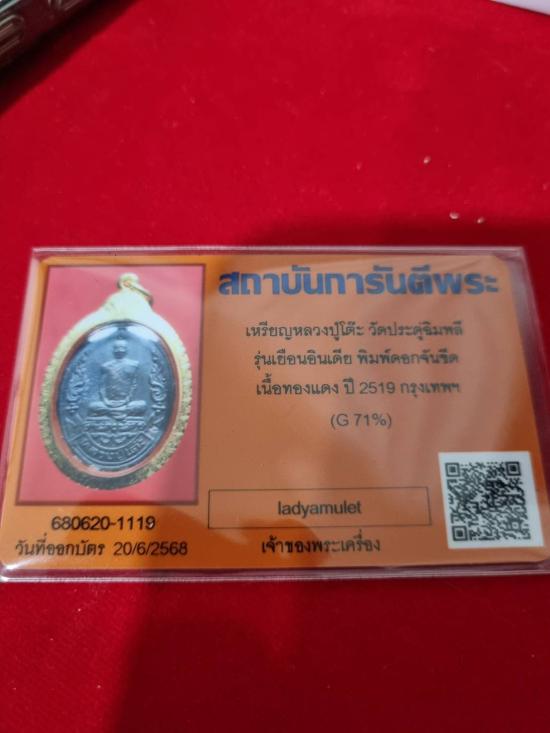 สถาบันการันตีพระ
เหรียญหลวงปู่โต๊ะ วัดประดู่ฉิมพลี
รุ่นเยือนอินเดีย พิมพ์ดอกจันขีด
เนื้อทองแดง ปี 2519 กรุงเทพฯ
(G 71%)
ladyamulet
เจ้าของพระเครื่อง
680620-1119
วันที่ออกบัตร 20/6/2568